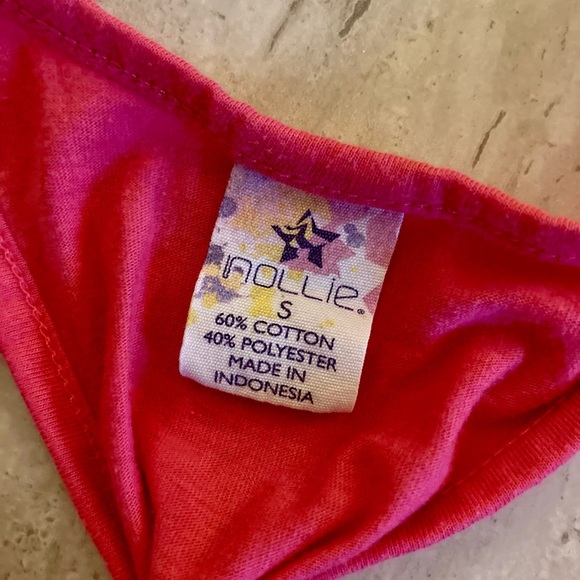 nollie®
S
60% COTTON
40% POLYESTER
MADE IN
INDONESIA